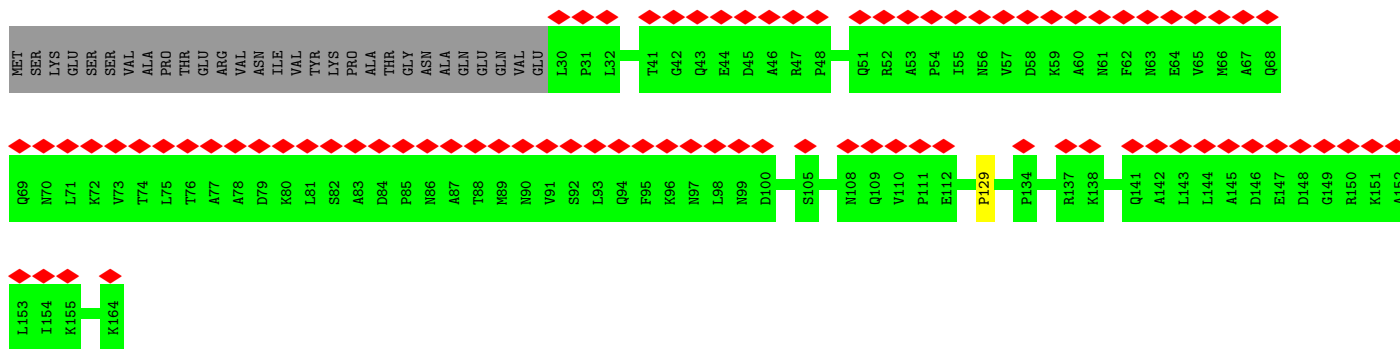 MET SER LYS GLU SER SER VAL ALA PRO THR GLU ARG VAL ASN ILE VAL TYR LYS PRO ALA THR GLY ASN ALA GLN GLU GLN VAL GLU L30 P31 L32 T41 G42 Q43 E44 D45 A46 R47 P48 Q51 R52 A53 P54 I55 N56 V57 D58 K59 A60 N61 F62 N63 E64 V65 M66 A67 Q68
Q69 N70 L71 K72 V73 T74 L75 T76 A77 A78 D79 K80 L81 S82 A83 D84 P85 N86 A87 T88 M89 N90 V91 S92 L93 Q94 F95 K96 N97 L98 N99 D100 S105 N108 Q109 V110 P111 E112 P129 P134 R137 K138 Q141 A142 L143 L144 A145 D146 E147 D148 G149 R150 K151 A152
L153 I154 K155 K164